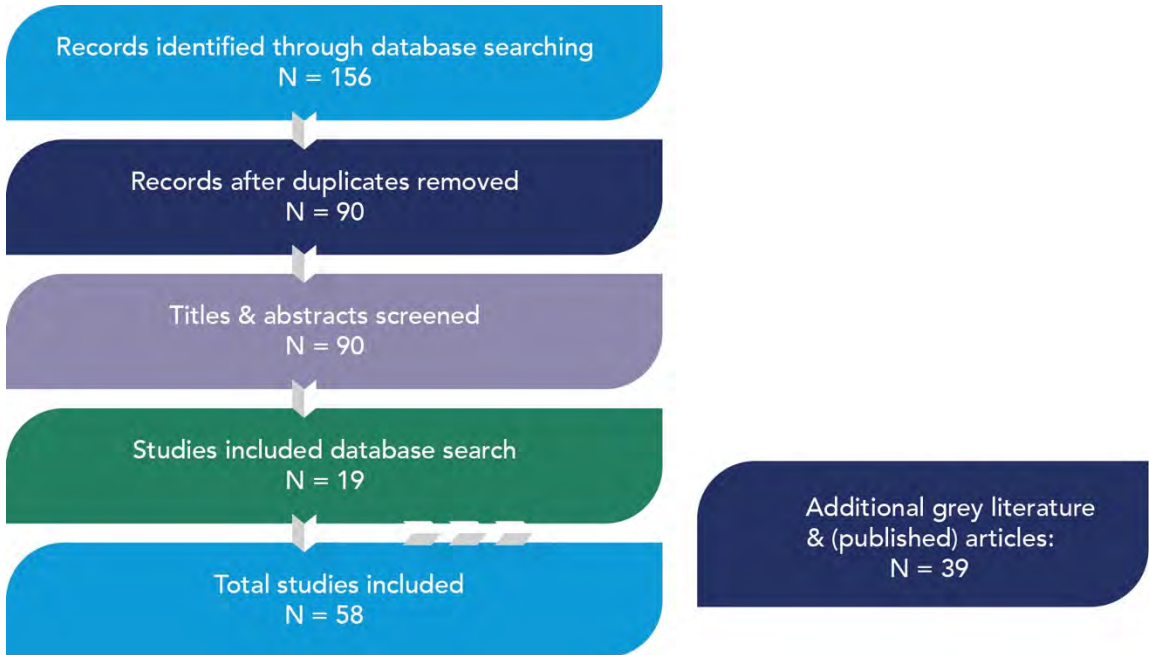 Records identified through database searching
N = 156
Records after duplicates removed
N = 90
Titles & abstracts screened
N = 90
Studies included database search
N = 19
Additional grey literature
& (published) articles:
N = 39
Total studies included
N = 58